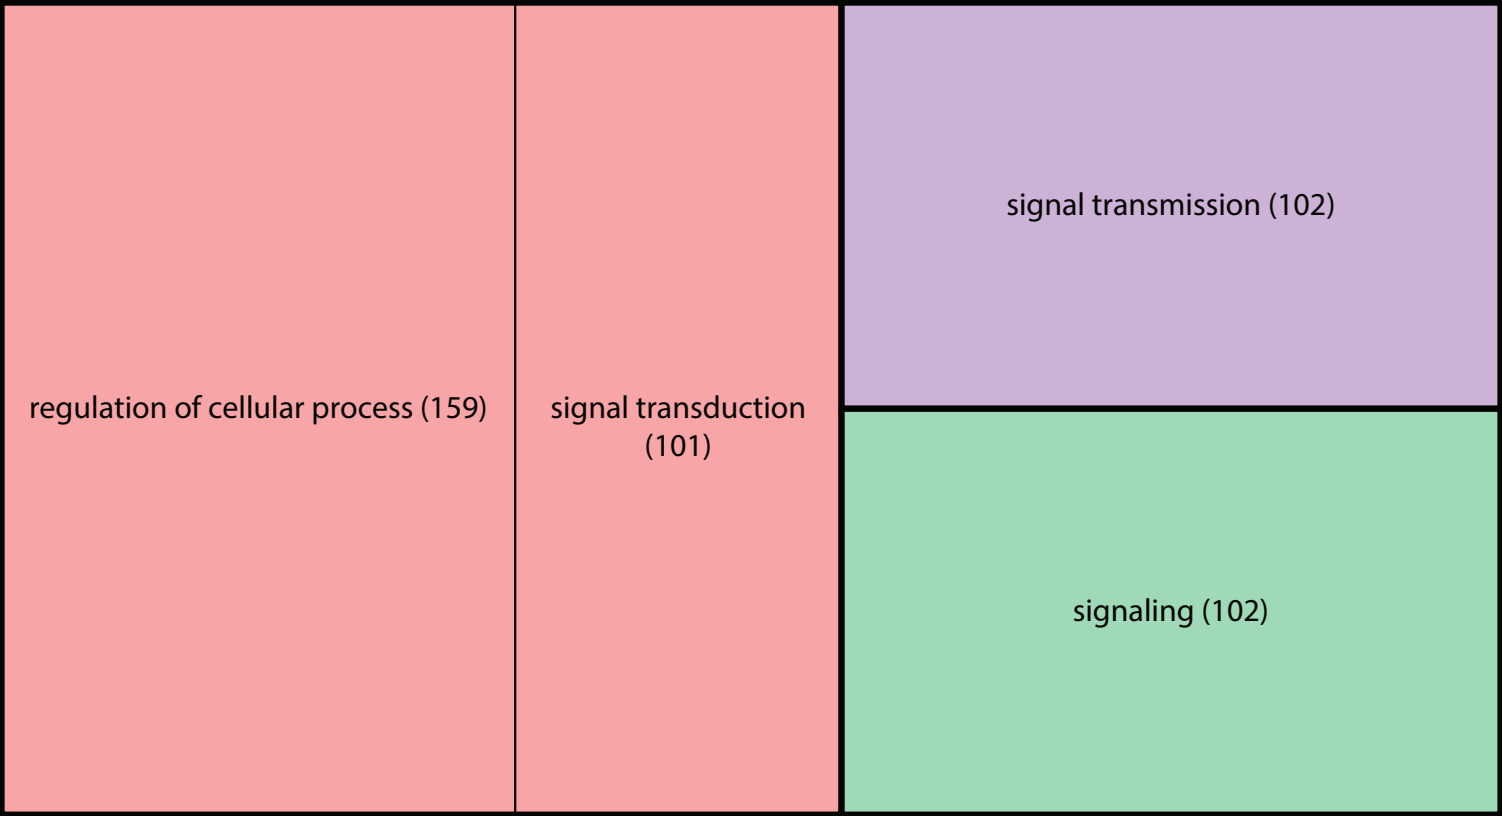 regulation of cellular process (159)
signal transduction
(101)
signal transmission (102)
signaling (102)